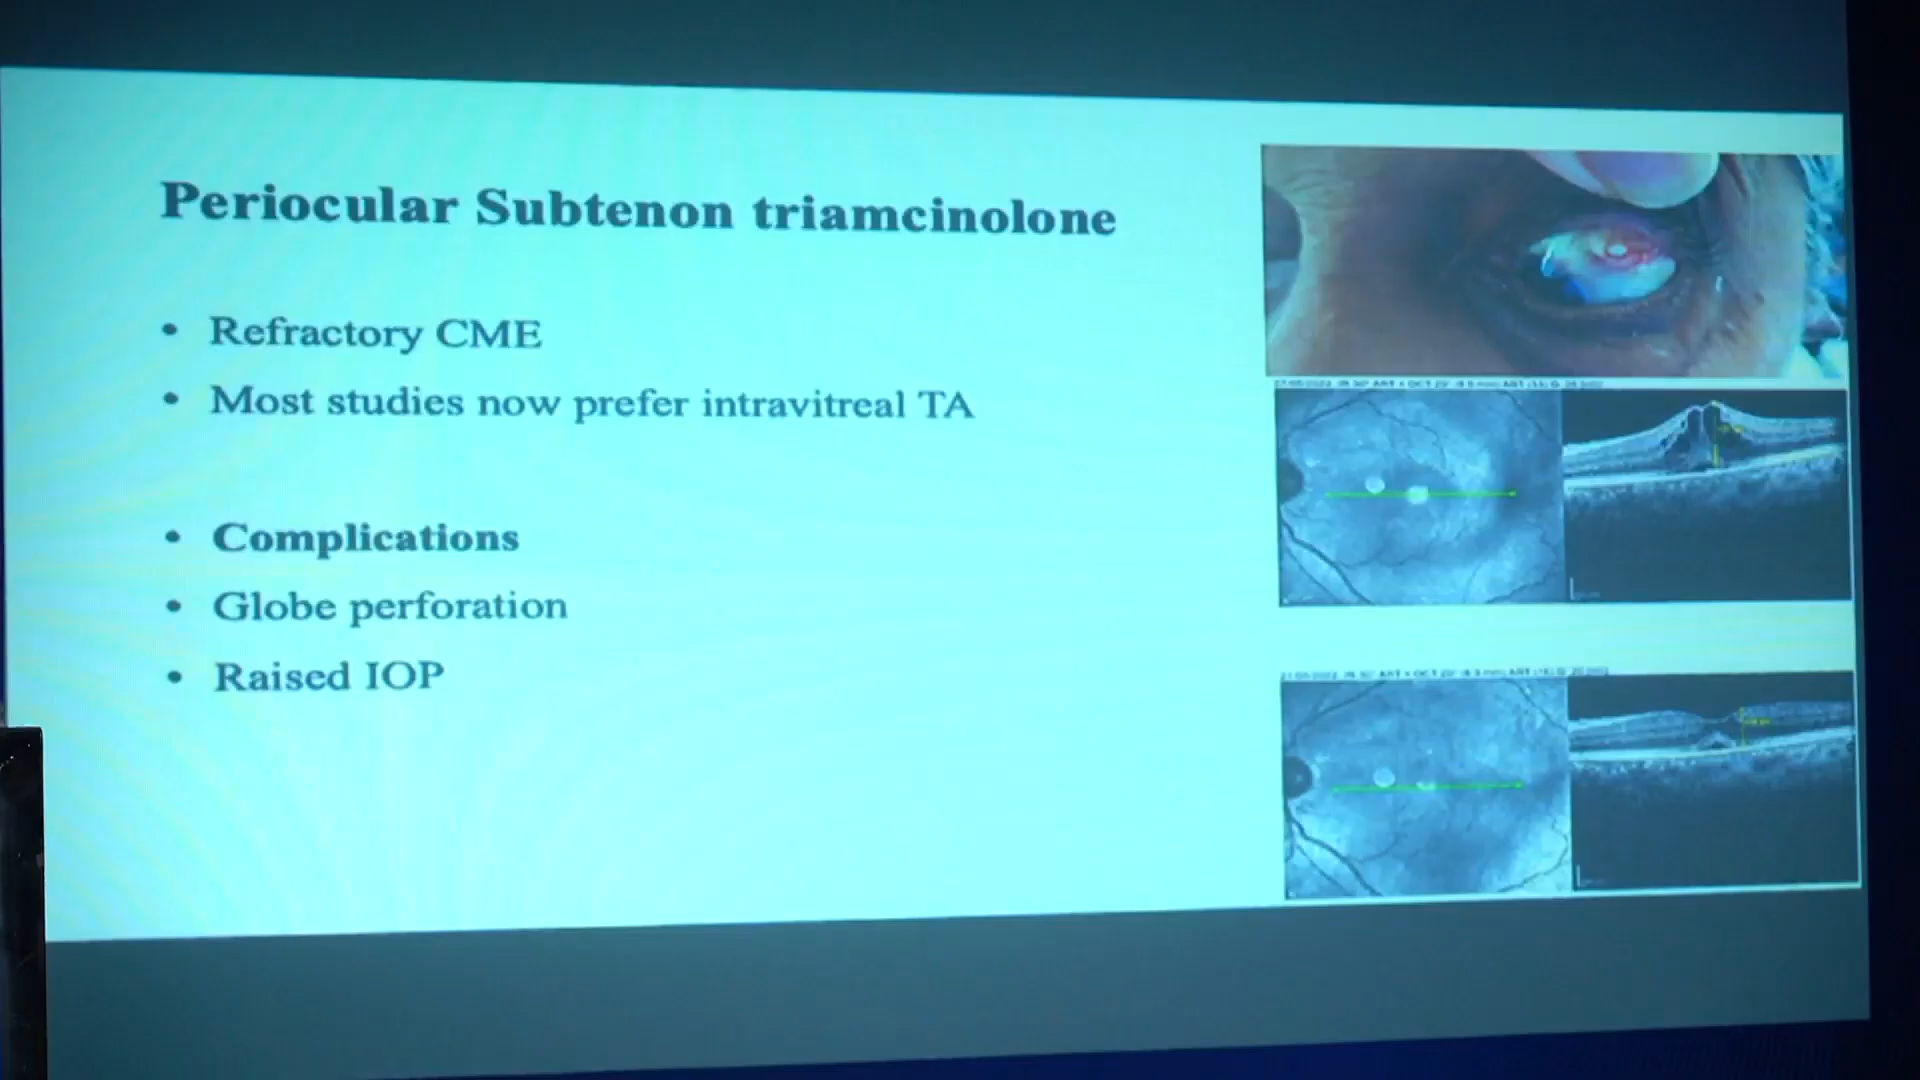 Periocular Subtenon triamcinolone
• Refractory CME
• Most studies now prefer intravitreal TA
• Complications
• Globe perforation
• Raised IOP